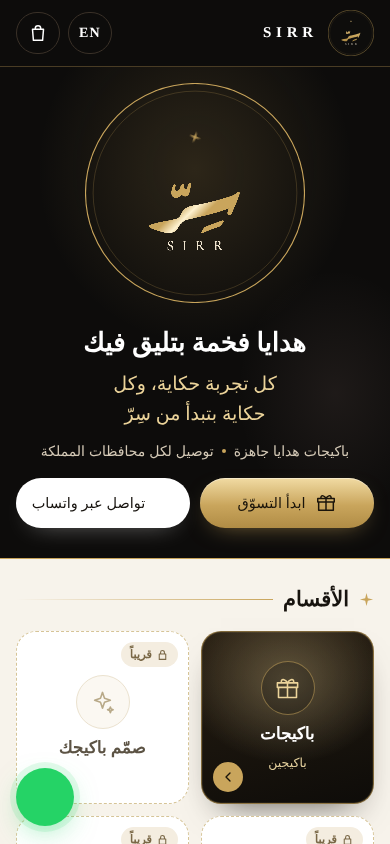 SIRR
EN
سِرّ
SIRR
هدايا فخمة بتليق فيك
كل تجربة حكاية، وكل
حكاية بتبدأ من سِرّ
باكيجات هدايا جاهزة • توصيل لكل محافظات المملكة
ابدأ التسوّق
تواصل عبر واتساب
الأقسام
باكيجات
باكيجين
قريباً
صمّم باكيجك
قريباً
قريباً